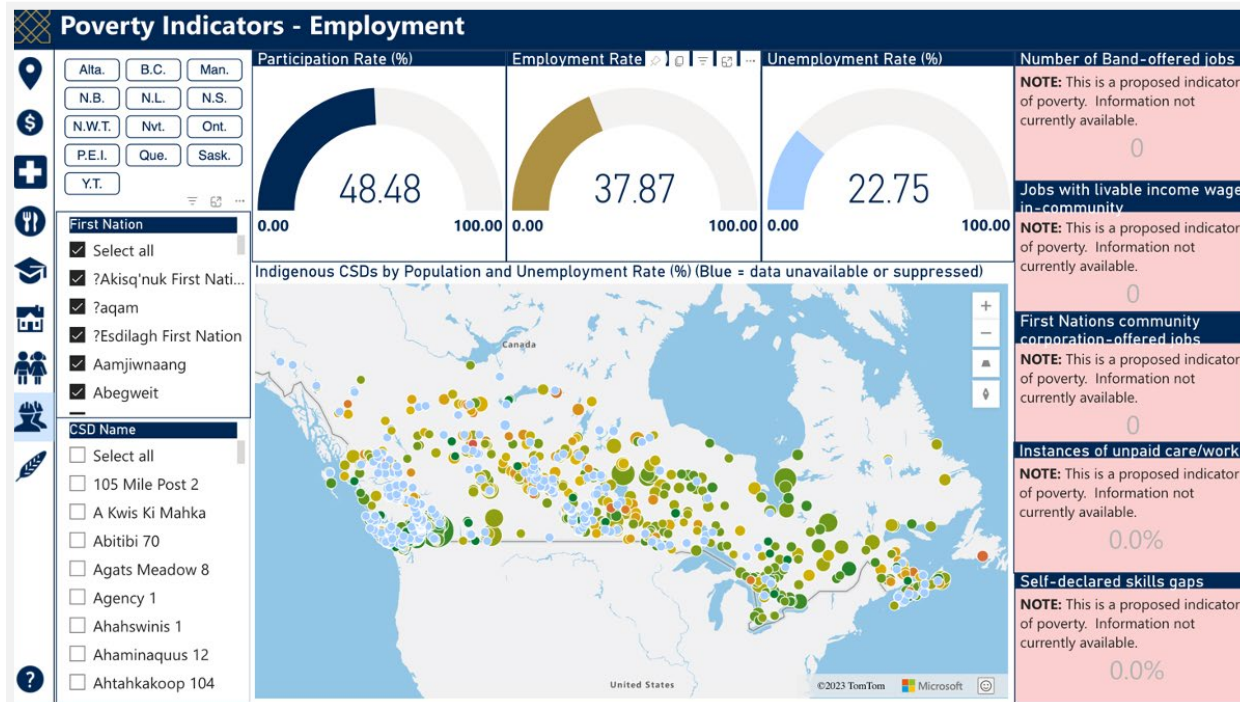 Poverty Indicators - Employment
Alta.
B.C.
Man.
N.B.
N.L.
N.S.
N.W.T.
Nvt.
Ont.
P.E.I.
Que.
Sask.
Y.T.
First Nation
Select all
?Akisq'nuk First Nati...
?aqam
?Esdilagh First Nation
Aamjiwnaang
Abegweit
CSD Name
Select all
105 Mile Post 2
A Kwis Ki Mahka
Abitibi 70
Agats Meadow 8
Agency 1
Ahahswinis 1
Ahaminaquus 12
Ahtahkakoop 104
?
Participation Rate (%)
48.48
0.00
100.00
Employment Rate
37.87
0.00
100.00
Unemployment Rate (%)
22.75
0.00
100.00
Indigenous CSDs by Population and Unemployment Rate (%) (Blue = data unavailable or suppressed)
Canada
United States
©2023 TomTom
Microsoft
Number of Band-offered jobs
NOTE: This is a proposed indicator
of poverty. Information not
currently available.
0
Jobs with livable income wage
in-community
NOTE: This is a proposed indicator
of poverty. Information not
currently available.
0
First Nations community
corporation-offered jobs
NOTE: This is a proposed indicator
of poverty. Information not
currently available.
0
Instances of unpaid care/work
NOTE: This is a proposed indicator
of poverty. Information not
currently available.
0.0%
Self-declared skills gaps
NOTE: This is a proposed indicator
of poverty. Information not
currently available.
0.0%